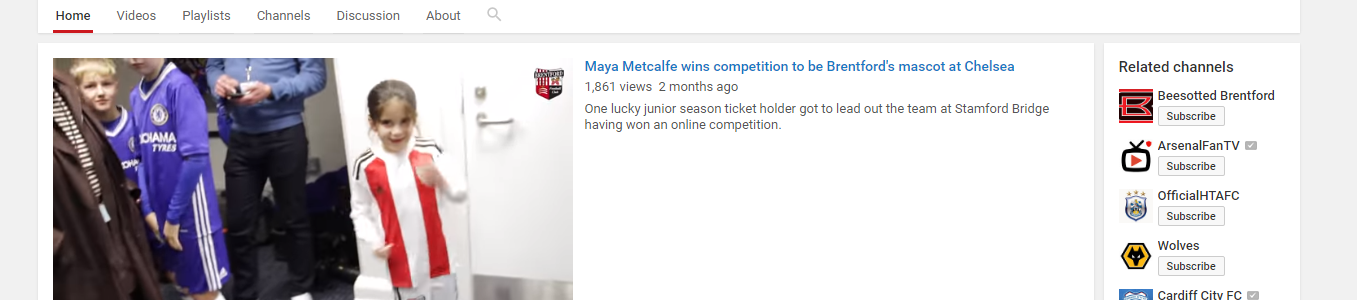 Home Videos Playlists Channels Discussion About
BRENTFORD
Maya Metcalfe wins competition to be Brentford's mascot at Chelsea
1,861 views 2 months ago
One lucky junior season ticket holder got to lead out the team at Stamford Bridge
having won an online competition.
YOKOHAMA
TYRES
Related channels
Beesotted Brentford
Subscribe
ArsenalFanTV
Subscribe
OfficialHTAFC
Subscribe
Wolves
Subscribe
Cardiff City FC